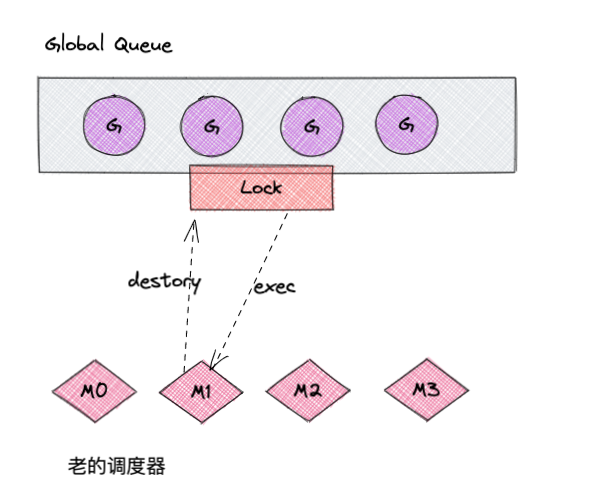 Global Queue
G G G G
Lock
destory
exec
M0 M1 M2 M3
老的调度器